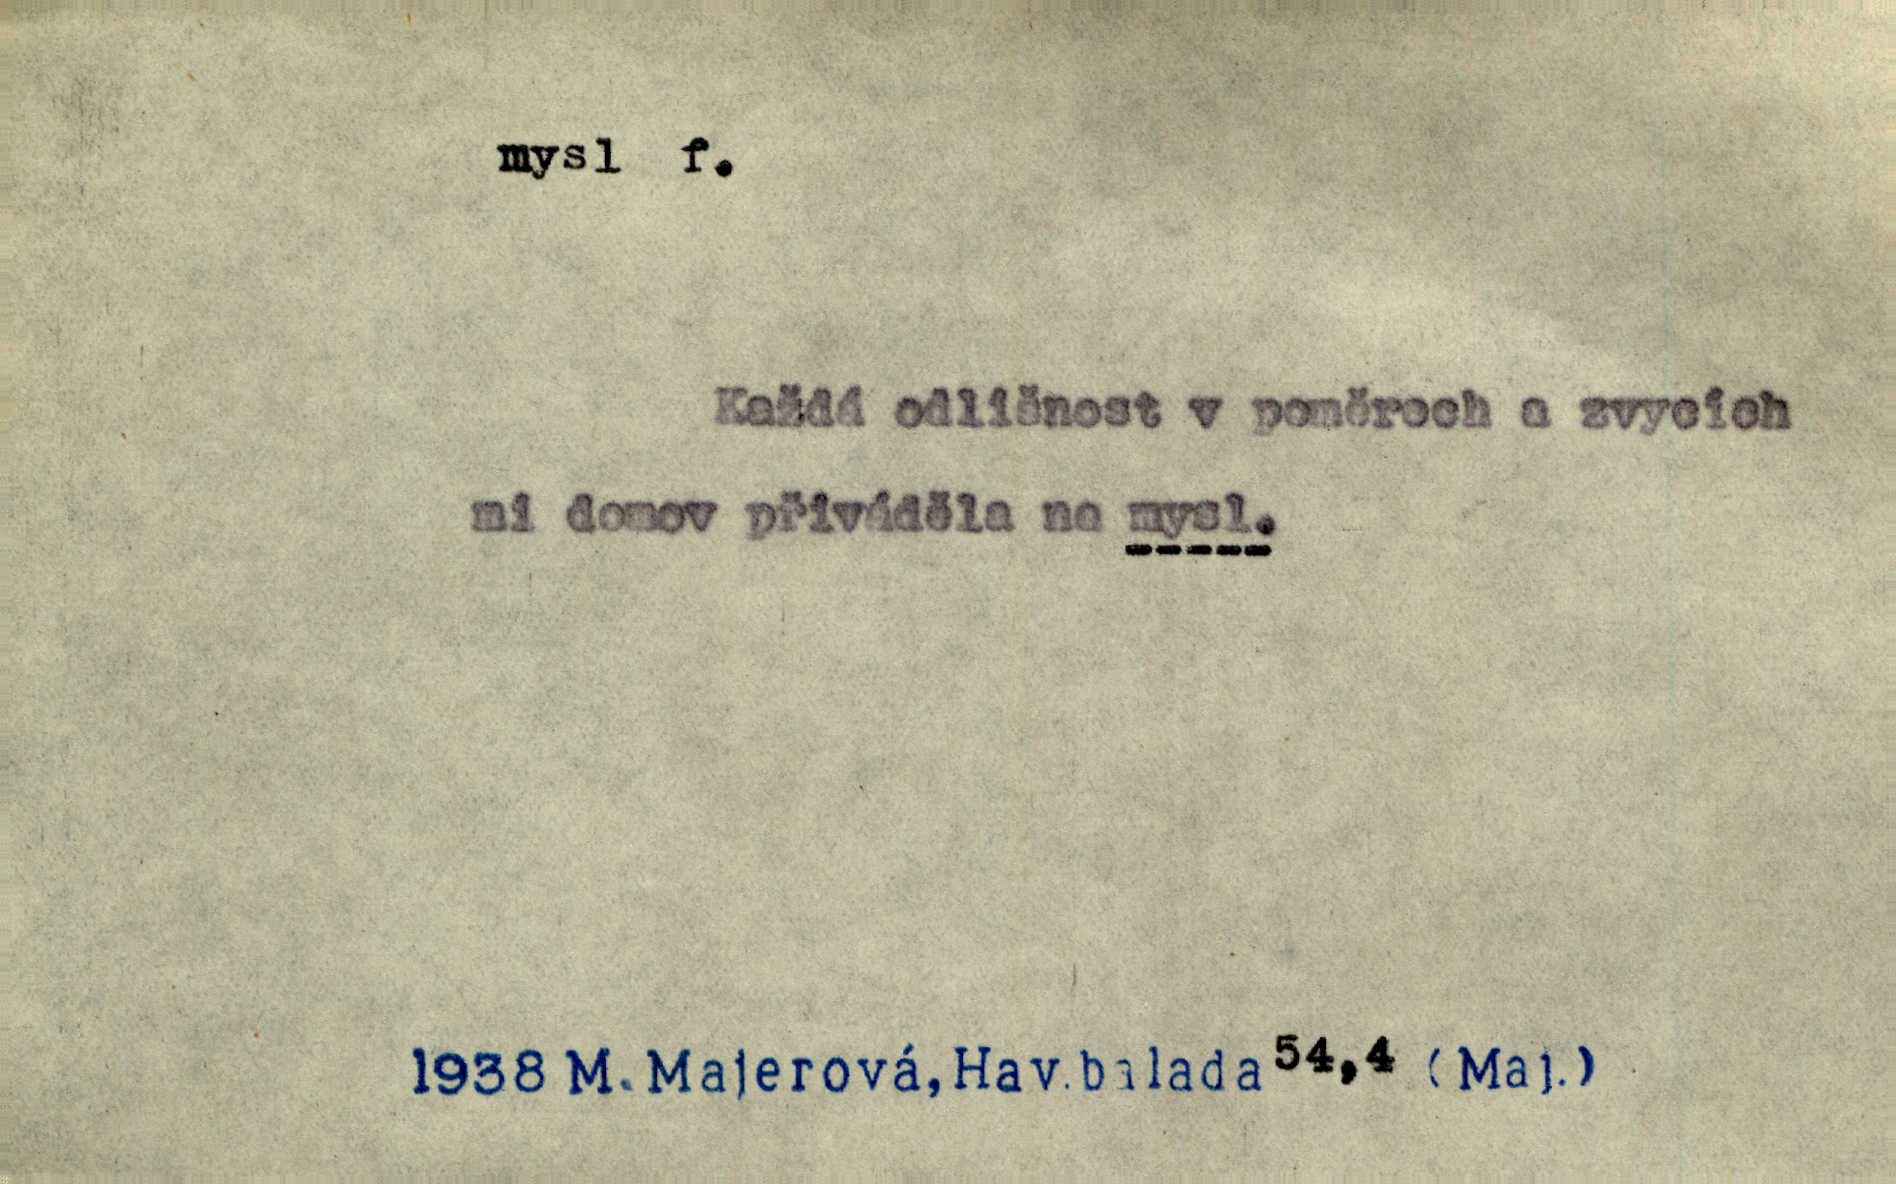 mysl f.
Každá odlišnost v poměrech a zvycích
mi domov přiváděla na mysl.
1938 M. Majerová, Hav. balada 54,4 (Maj.)